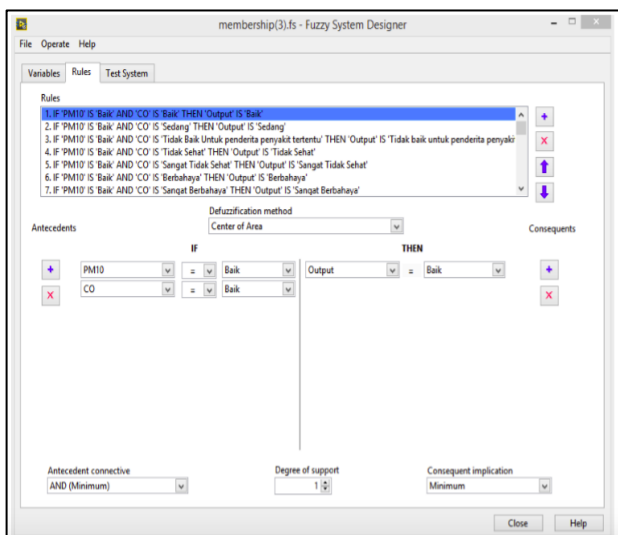 membership(3).fs - Fuzzy System Designer
File Operate Help
Variables Rules Test System
Rules
1. IF 'PM10' IS 'Baik' AND 'CO' IS 'Baik' THEN 'Output' IS 'Baik'
2. IF 'PM10' IS 'Baik' AND 'CO' IS 'Sedang' THEN 'Output' IS 'Sedang'
3. IF 'PM10' IS 'Baik' AND 'CO' IS 'Tidak Baik Untuk penderita penyakit tertentu' THEN 'Output' IS 'Tidak baik untuk penderita penyakit
4. IF 'PM10' IS 'Baik' AND 'CO' IS 'Tidak Sehat' THEN 'Output' IS 'Tidak Sehat'
5. IF 'PM10' IS 'Baik' AND 'CO' IS 'Sangat Tidak Sehat' THEN 'Output' IS 'Sangat Tidak Sehat'
6. IF 'PM10' IS 'Baik' AND 'CO' IS 'Berbahaya' THEN 'Output' IS 'Berbahaya'
7. IF 'PM10' IS 'Baik' AND 'CO' IS 'Sangat Berbahaya' THEN 'Output' IS 'Sangat Berbahaya'
Defuzzification method
Antecedents Center of Area Consequents
IF THEN
PM10 = Baik Output = Baik
CO = Baik
Antecedent connective Degree of support Consequent implication
AND (Minimum) 1 Minimum
Close Help